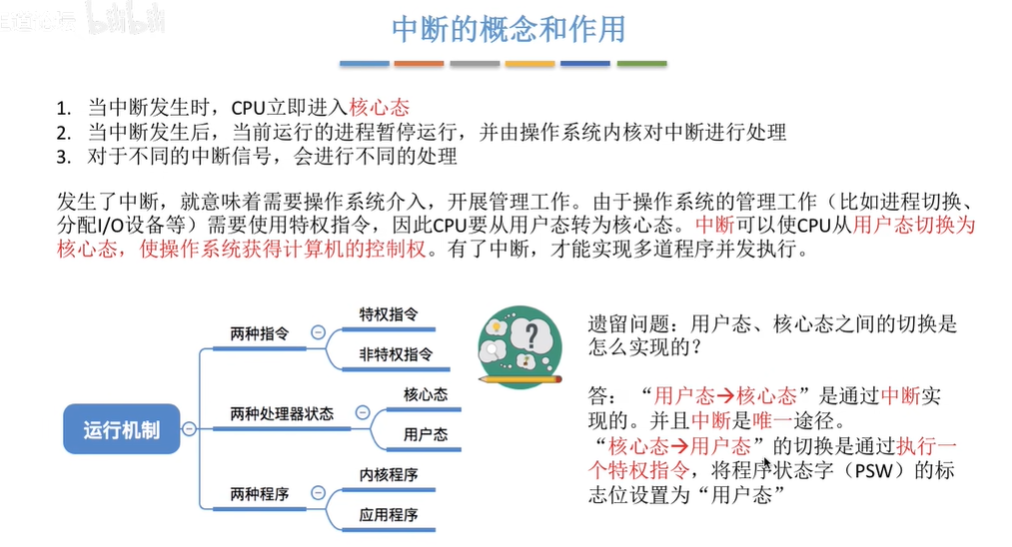 bilibili
中断的概念和作用
1. 当中断发生时，CPU立即进入核心态
2. 当中断发生后，当前运行的进程暂停运行，并由操作系统内核对中断进行处理
3. 对于不同的中断信号，会进行不同的处理
发生了中断，就意味着需要操作系统介入，开展管理工作。由于操作系统的管理工作（比如进程切换、
分配I/O设备等）需要使用特权指令，因此CPU要从用户态转为核心态。中断可以使CPU从用户态切换为
核心态，使操作系统获得计算机的控制权。有了中断，才能实现多道程序并发执行。
运行机制
两种指令
特权指令
非特权指令
两种处理器状态
核心态
用户态
两种程序
内核程序
应用程序
?
遗留问题：用户态、核心态之间的切换是
怎么实现的？
答： “用户态→核心态”是通过中断实
现的。并且中断是唯一途径。
“核心态→用户态”的切换是通过执行一
个特权指令，将程序状态字（PSW）的标
志位设置为“用户态”